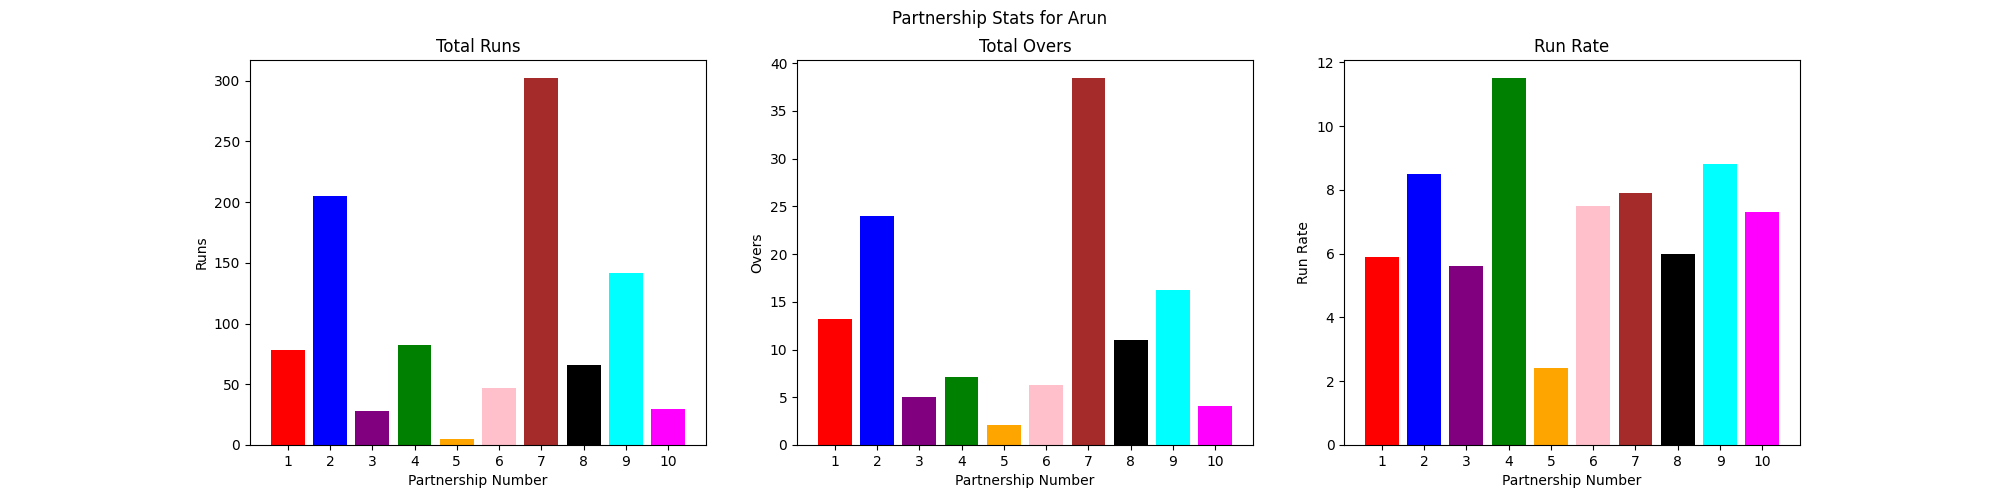 Partnership Stats for Arun
Total Runs
Runs
300
250
200
150
100
50
0
1 2 3 4 5 6 7 8 9 10
Partnership Number
Total Overs
Overs
40
35
30
25
20
15
10
5
0
1 2 3 4 5 6 7 8 9 10
Partnership Number
Run Rate
Run Rate
12
10
8
6
4
2
0
1 2 3 4 5 6 7 8 9 10
Partnership Number